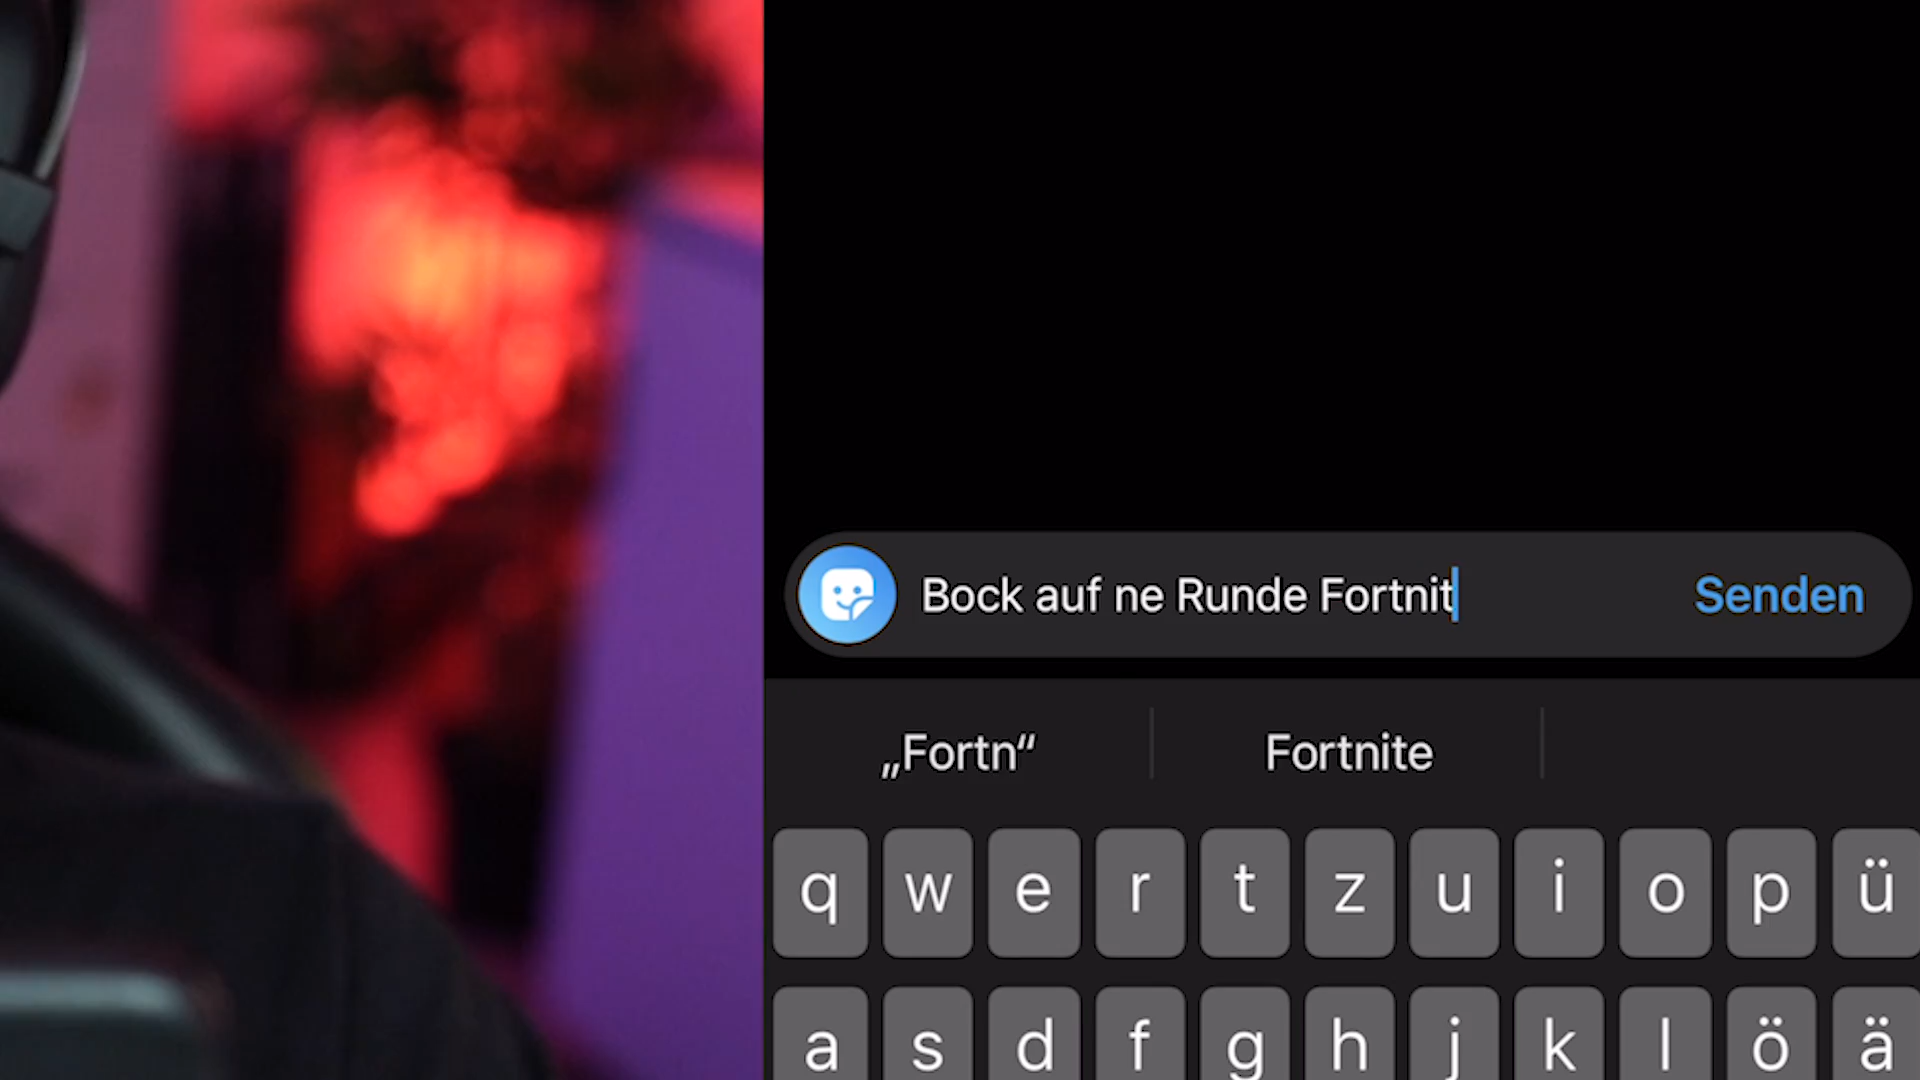 Bock auf ne Runde Fortnit
Senden
„Fortn“
Fortnite
q w e r t z u i o p ü
a s d f g h j k l ö ä